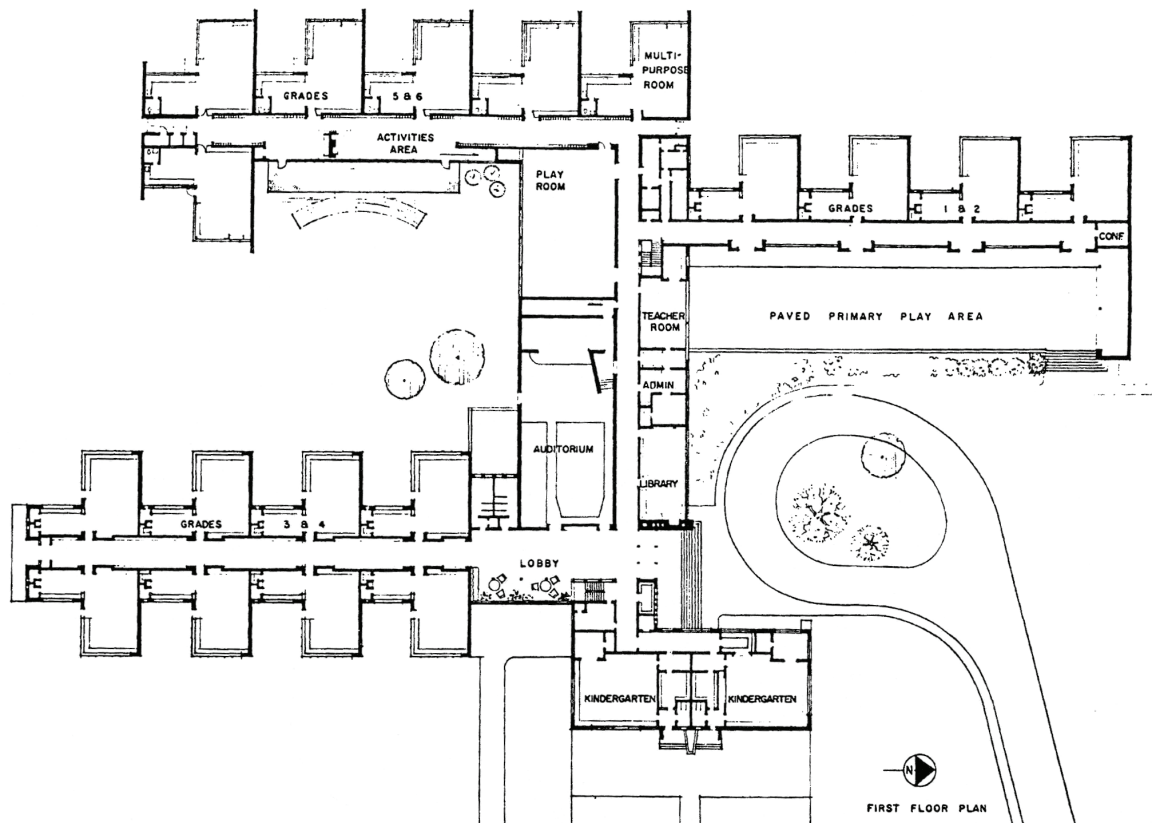 MULTI-
PURPOSE
ROOM
GRADES 5 & 6
ACTIVITIES
AREA
PLAY
ROOM
GRADES 1 & 2
CONF
TEACHER
ROOM
PAVED PRIMARY PLAY AREA
ADMIN
AUDITORIUM
LIBRARY
GRADES 3 & 4
LOBBY
KINDERGARTEN
KINDERGARTEN
N
FIRST FLOOR PLAN